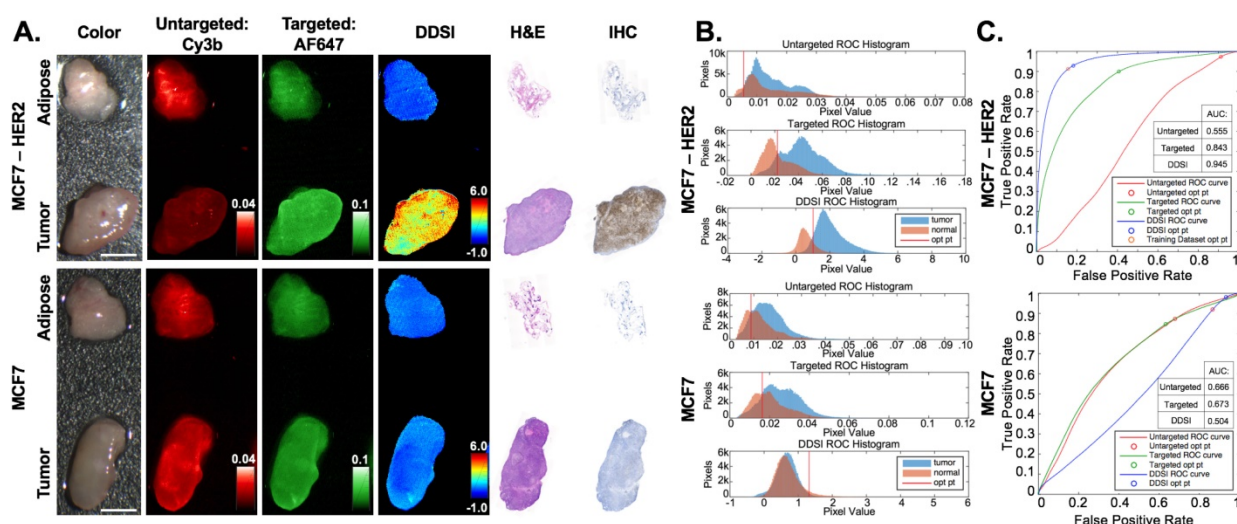 A.
Color
Untargeted:
Cy3b
Targeted:
AF647
DDSI
H&E
IHC
MCF7 – HER2
Adipose
Tumor
0.04
0.1
6.0
-1.0
MCF7
Adipose
Tumor
0.04
0.1
6.0
-1.0
B.
MCF7 – HER2
Untargeted ROC Histogram
Pixels
10k
5k
0
0 .01 .02 .03 .04 .05 .06 .07 0.08
Pixel Value
Targeted ROC Histogram
Pixels
6k
4k
2k
0
-.02 0 .02 .04 .06 .08 .10 .12 .14 .16 .18
Pixel Value
DDSI ROC Histogram
Pixels
6k
4k
2k
0
-4 -2 0 2 4 6 8 10
Pixel Value
tumor
normal
opt pt
MCF7
Untargeted ROC Histogram
Pixels
8k
6k
4k
2k
0
0 .01 .02 .03 .04 .05 .06 .07 .08 .09 0.10
Pixel Value
Targeted ROC Histogram
Pixels
6k
4k
2k
0
0 0.02 0.04 0.06 0.08 0.10 0.12
Pixel Value
DDSI ROC Histogram
Pixels
6k
4k
2k
0
-1 0 1 2 3 4 5 6
Pixel Value
tumor
normal
opt pt
C.
MCF7 – HER2
True Positive Rate
1
0.9
0.8
0.7
0.6
0.5
0.4
0.3
0.2
0.1
0
0 0.2 0.4 0.6 0.8 1
False Positive Rate
AUC:
Untargeted 0.555
Targeted 0.843
DDSI 0.945
Untargeted ROC curve
Untargeted opt pt
Targeted ROC curve
Targeted opt pt
DDSI ROC curve
DDSI opt pt
Training Dataset opt pt
MCF7
True Positive Rate
1
0.9
0.8
0.7
0.6
0.5
0.4
0.3
0.2
0.1
0
0 0.2 0.4 0.6 0.8 1
False Positive Rate
AUC:
Untargeted 0.666
Targeted 0.673
DDSI 0.504
Untargeted ROC curve
Untargeted opt pt
Targeted ROC curve
Targeted opt pt
DDSI ROC curve
DDSI opt pt